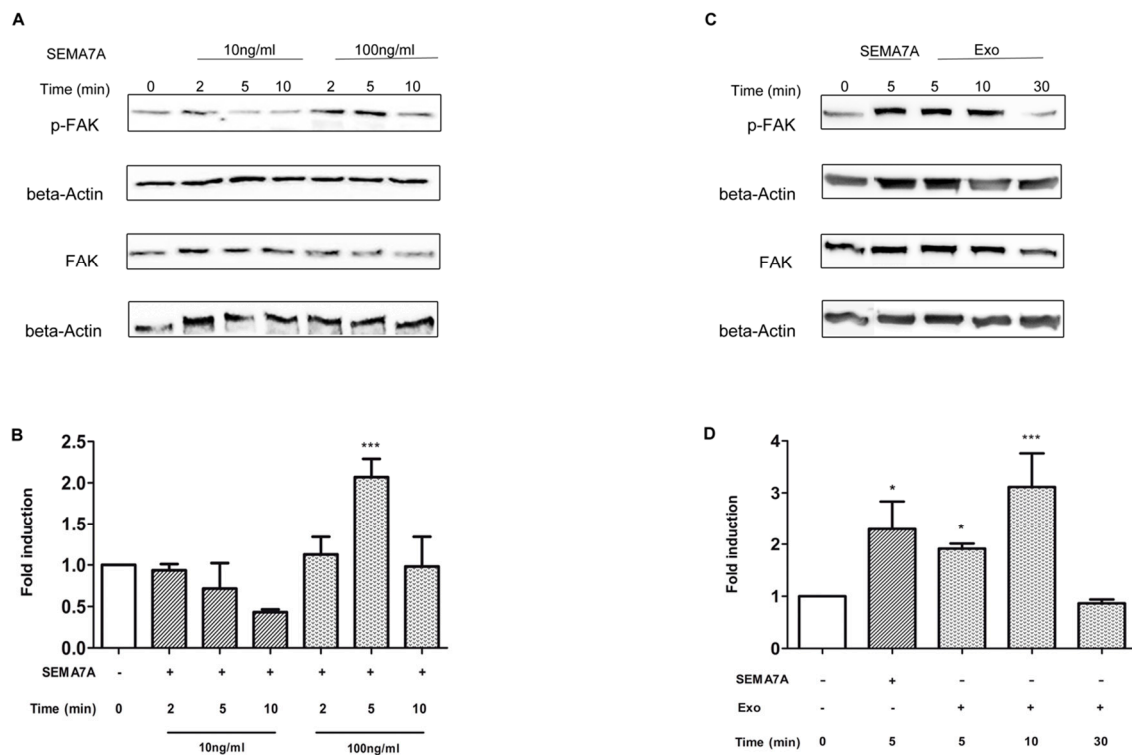 A
SEMA7A 10ng/ml 100ng/ml
Time (min) 0 2 5 10 2 5 10
p-FAK
beta-Actin
FAK
beta-Actin
B
2.5
2.0
1.5
1.0
0.5
0.0
Fold induction
***
SEMA7A - + + + + + +
Time (min) 0 2 5 10 2 5 10
10ng/ml 100ng/ml
C
SEMA7A Exo
Time (min) 0 5 5 10 30
p-FAK
beta-Actin
FAK
beta-Actin
D
4
3
2
1
0
Fold induction
* * ***
SEMA7A - + - - -
Exo - - + + +
Time (min) 0 5 5 10 30